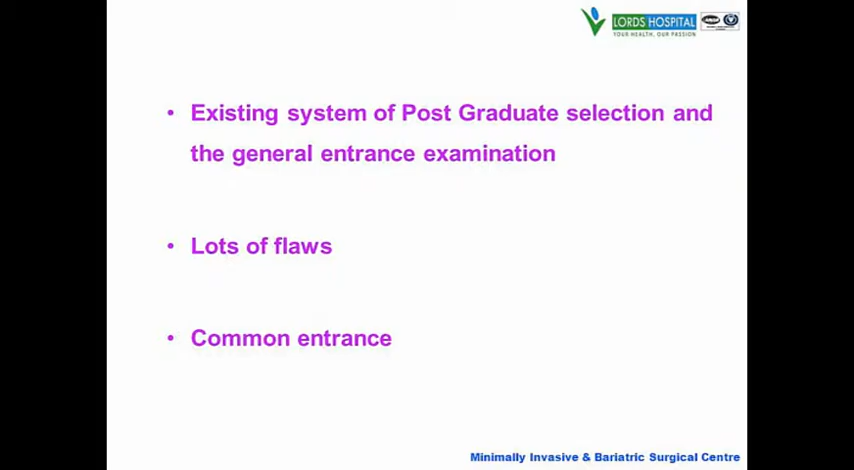 LORDS HOSPITAL
YOUR HEALTH, OUR PASSION
• Existing system of Post Graduate selection and
the general entrance examination
• Lots of flaws
• Common entrance
Minimally Invasive & Bariatric Surgical Centre